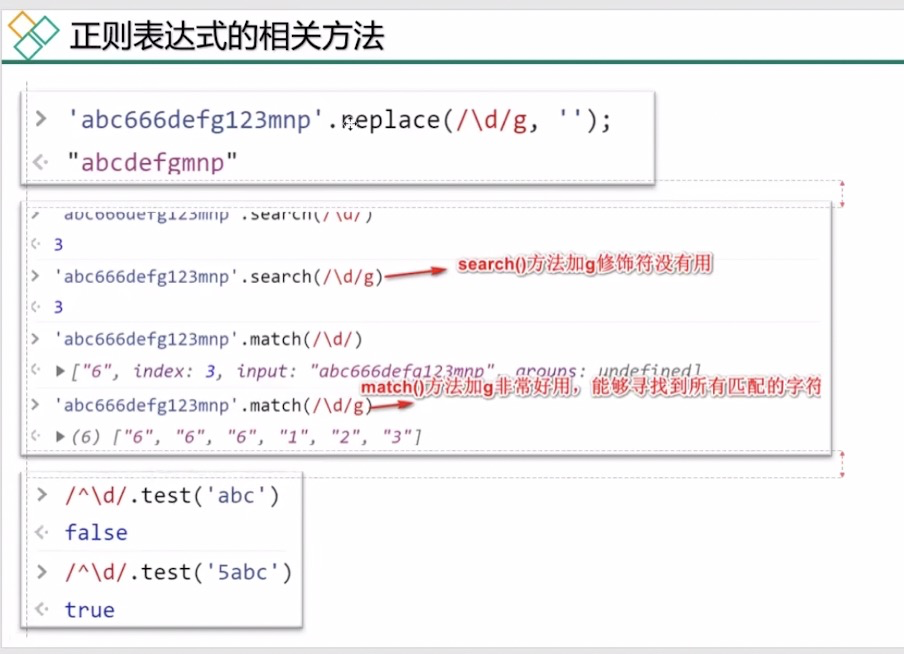 正则表达式的相关方法
> 'abc666defg123mnp'.replace(/\d/g, '');
<· "abcdefgmnp"
> 'abc666defg123mnp'.search(/\d/)
<· 3
> 'abc666defg123mnp'.search(/\d/g)
search()方法加g修饰符没有用
<· 3
> 'abc666defg123mnp'.match(/\d/)
<· ▶["6", index: 3, input: "abc666defg123mnp", groups: undefined]
match()方法加g非常好用，能够寻找到所有匹配的字符
> 'abc666defg123mnp'.match(/\d/g)
<· ▶(6) ["6", "6", "6", "1", "2", "3"]
> /^\d/.test('abc')
<· false
> /^\d/.test('5abc')
<· true